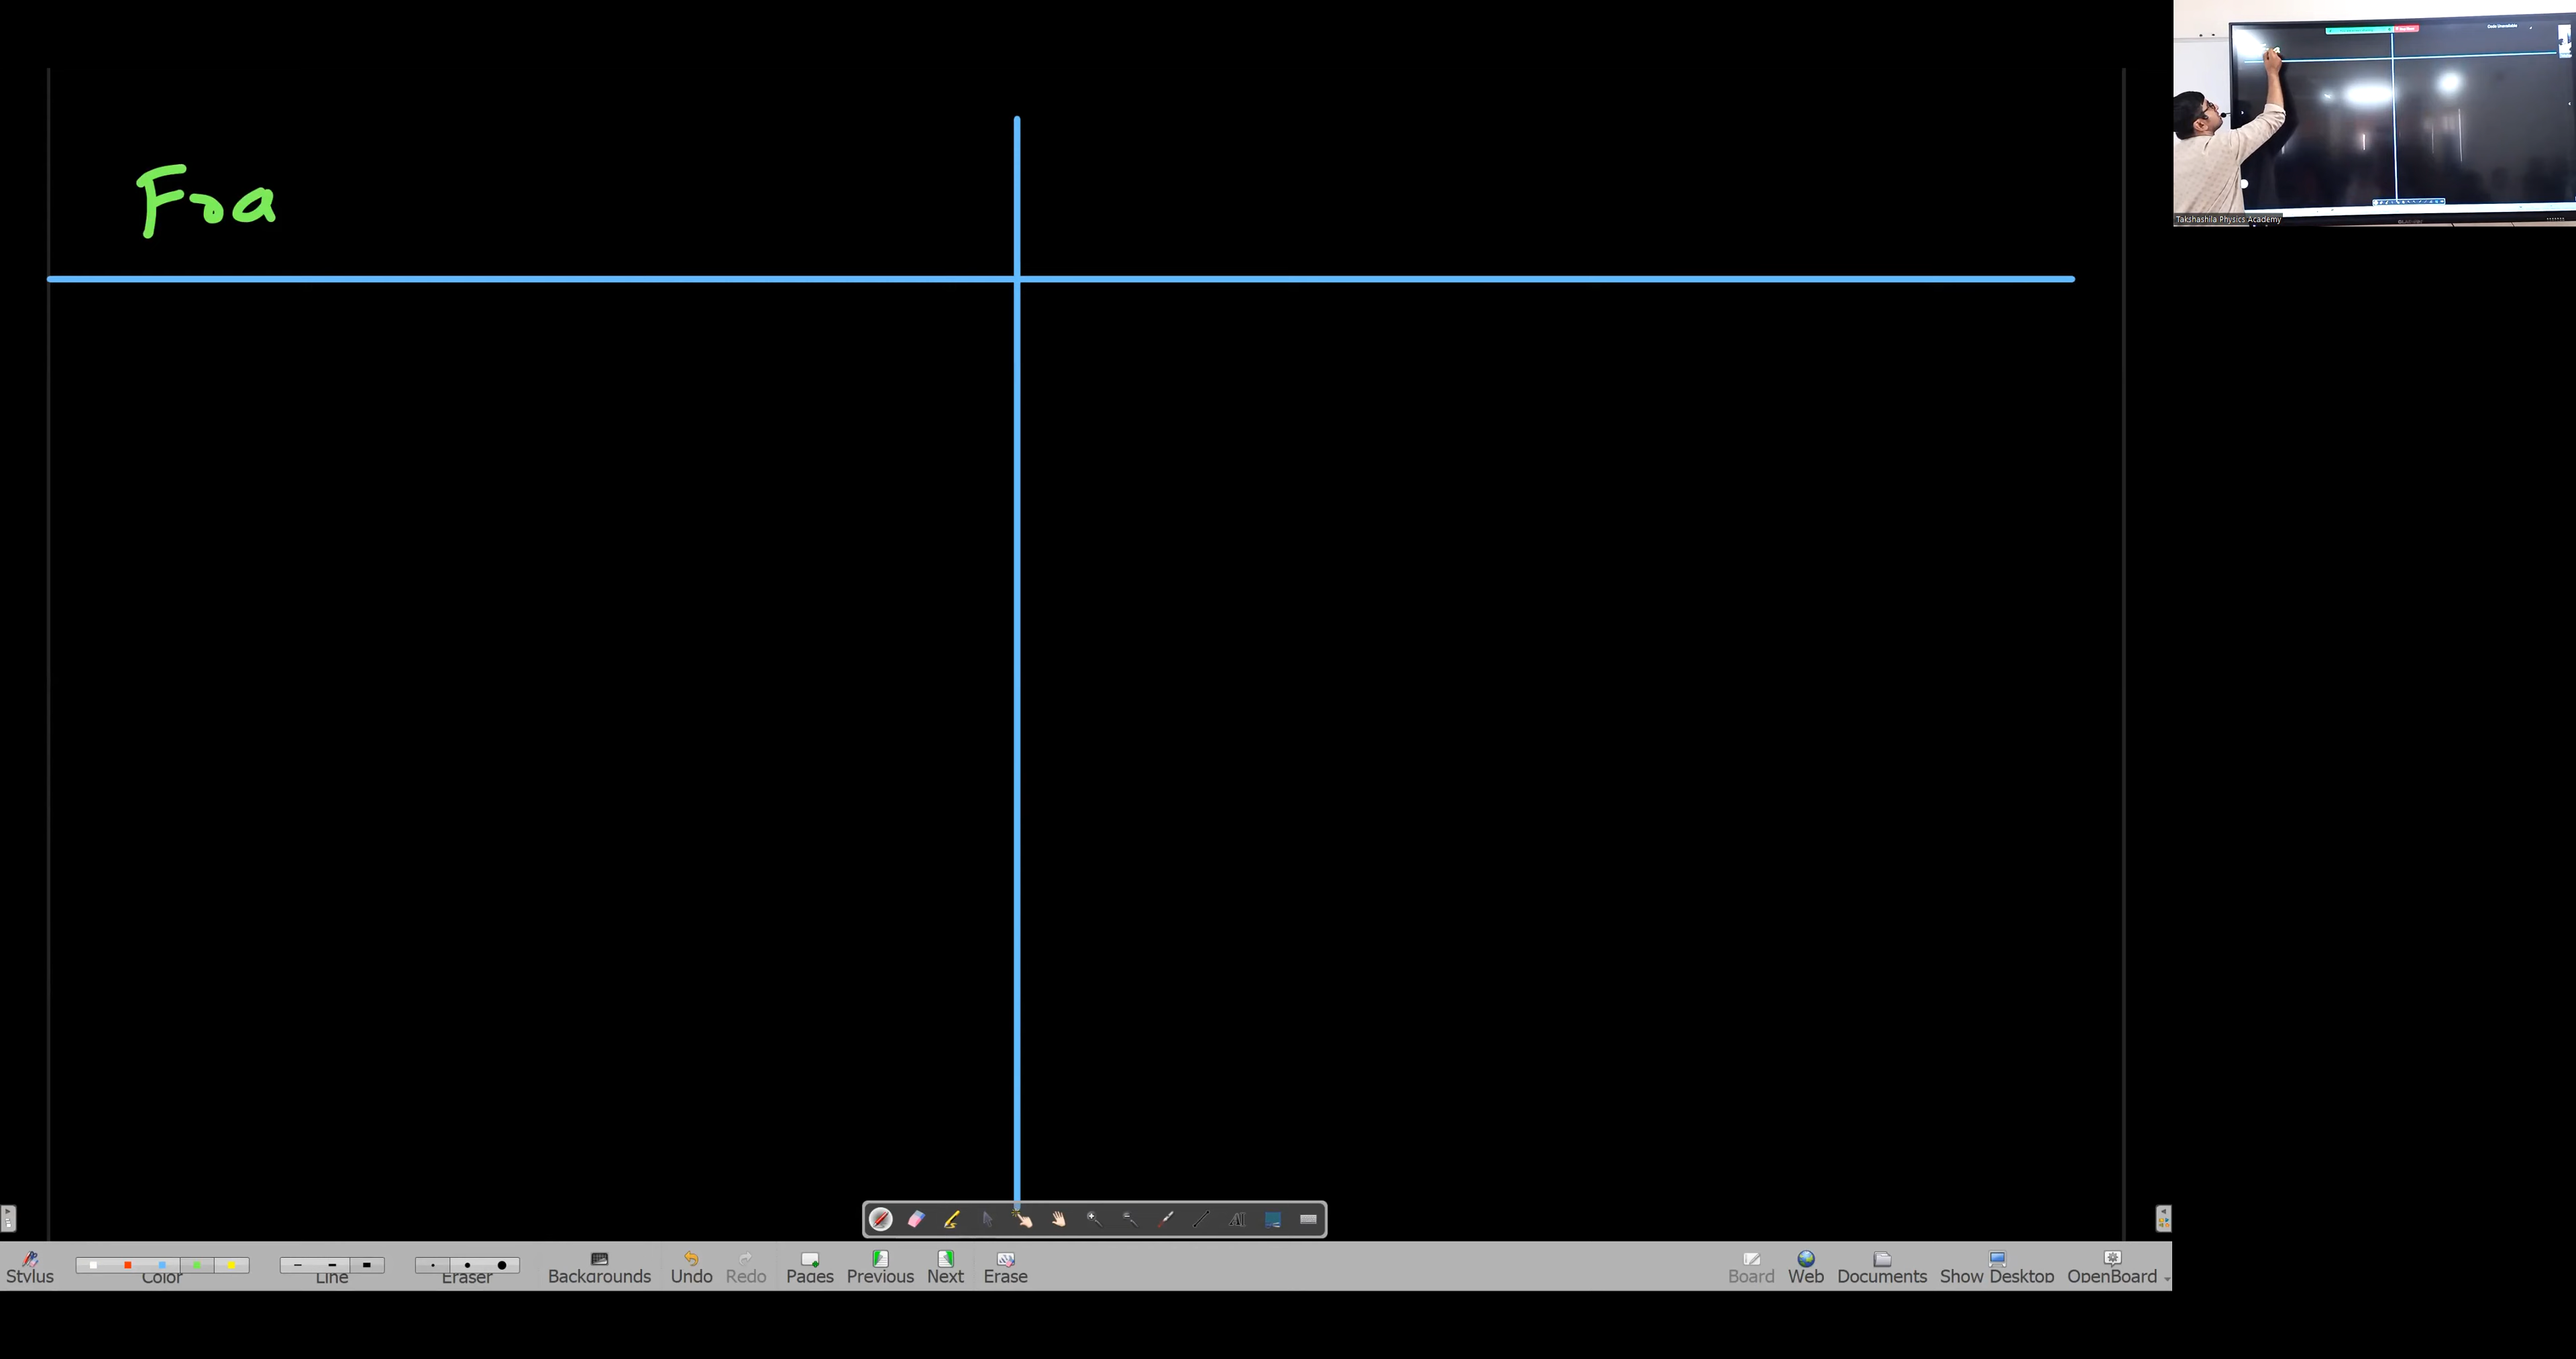 Fra
Takshashila Physics Academy
Stylus
Color
Line
Eraser
Backgrounds
Undo
Redo
Pages
Previous
Next
Erase
Board
Web
Documents
Show Desktop
OpenBoard